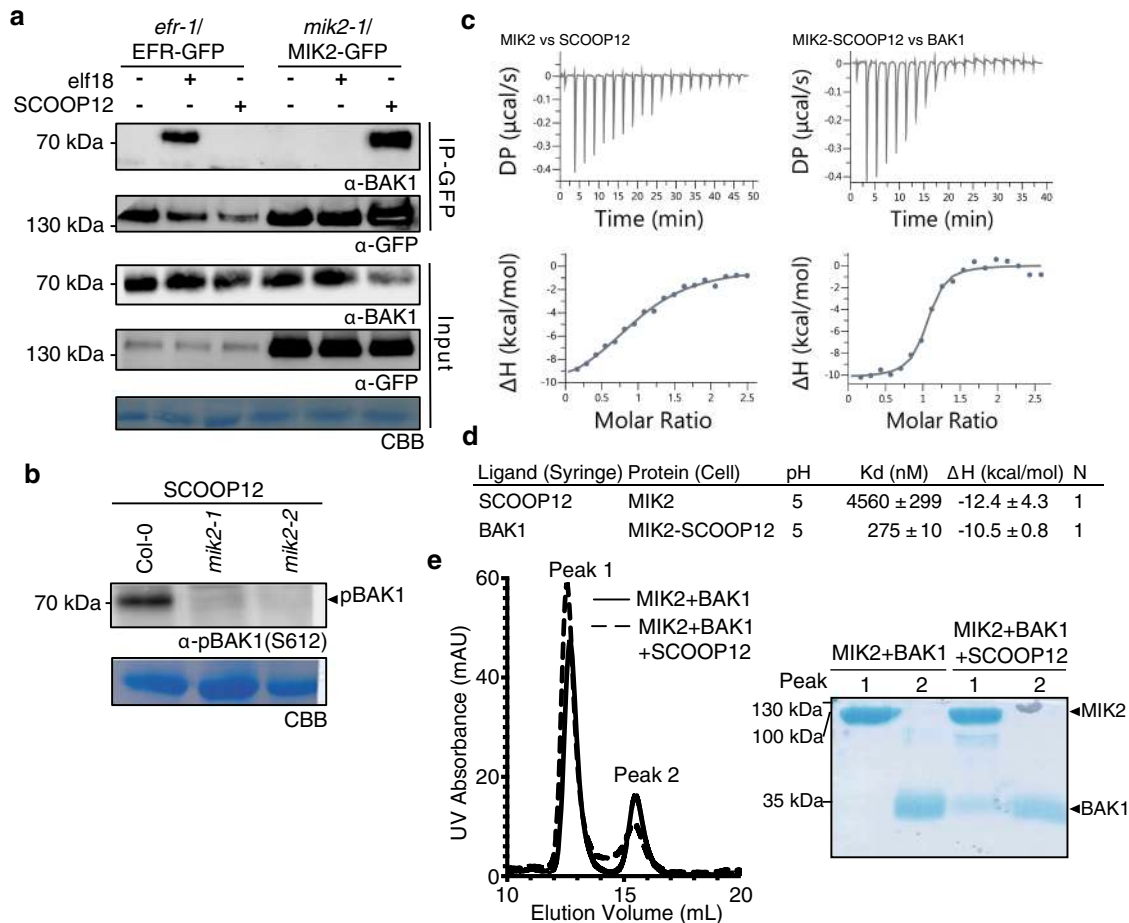 a
efr-1/ mik2-1/
EFR-GFP MIK2-GFP
elf18 - + - - + -
SCOOP12 - - + - - +
70 kDa
α-BAK1
130 kDa
α-GFP
IP-GFP
70 kDa
α-BAK1
130 kDa
α-GFP
Input
CBB
b
SCOOP12
Col-0
mik2-1
mik2-2
70 kDa
pBAK1
α-pBAK1(S612)
CBB
c
MIK2 vs SCOOP12
DP (µcal/s)
0
-0.1
-0.2
-0.3
-0.4
0 5 10 15 20 25 30 35 40 45 50
Time (min)
ΔH (kcal/mol)
0
-2
-4
-6
-8
-10
0 0.5 1 1.5 2 2.5
Molar Ratio
MIK2-SCOOP12 vs BAK1
DP (µcal/s)
0
-0.1
-0.2
-0.3
-0.4
0 5 10 15 20 25 30 35 40
Time (min)
ΔH (kcal/mol)
0
-2
-4
-6
-8
-10
0 0.5 1 1.5 2 2.5
Molar Ratio
d
Ligand (Syringe) Protein (Cell) pH Kd (nM) ΔH (kcal/mol) N
SCOOP12 MIK2 5 4560 ±299 -12.4 ±4.3 1
BAK1 MIK2-SCOOP12 5 275 ±10 -10.5 ±0.8 1
e
UV Absorbance (mAU)
60
40
20
0
10 15 20
Elution Volume (mL)
Peak 1
Peak 2
MIK2+BAK1
MIK2+BAK1
+SCOOP12
MIK2+BAK1
MIK2+BAK1
+SCOOP12
Peak 1 2 1 2
130 kDa
100 kDa
35 kDa
MIK2
BAK1